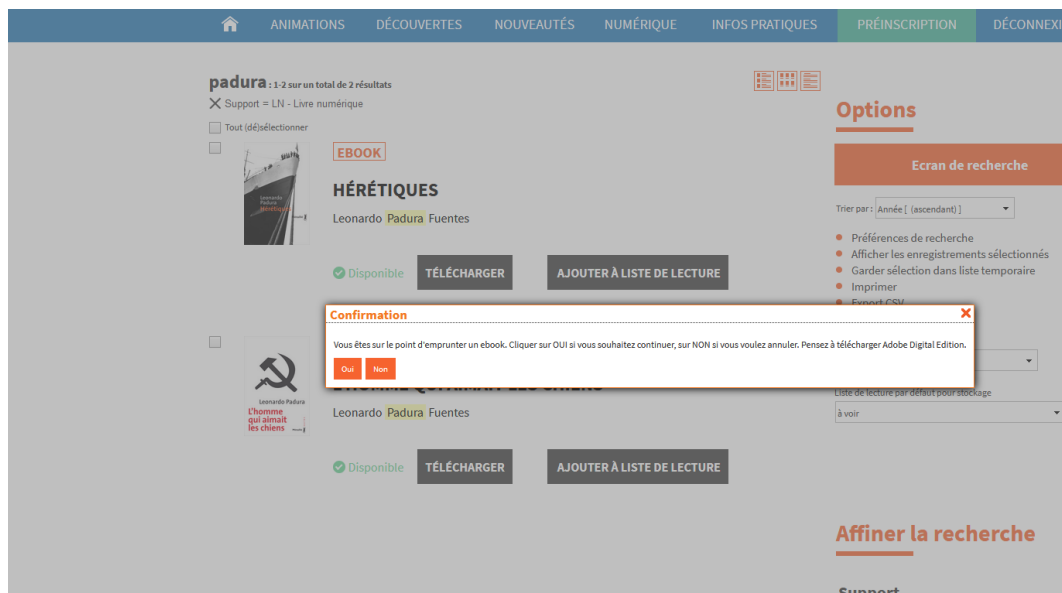 ANIMATIONS DÉCOUVERTES NOUVEAUTÉS NUMÉRIQUE INFOS PRATIQUES PRÉINSCRIPTION DÉCONNEXI
padura : 1-2 sur un total de 2 résultats
Support = LN - Livre numérique
Tout (dé)sélectionner
EBOOK
HÉRÉTIQUES
Leonardo Padura Fuentes
Leonardo
Padura
Hérétiques
Disponible TÉLÉCHARGER AJOUTER À LISTE DE LECTURE
Confirmation
Vous êtes sur le point d'emprunter un ebook. Cliquer sur OUI si vous souhaitez continuer, sur NON si vous voulez annuler. Pensez à télécharger Adobe Digital Edition.
Oui Non
Leonardo Padura
L'homme
qui aimait
les chiens
Leonardo Padura Fuentes
Disponible TÉLÉCHARGER AJOUTER À LISTE DE LECTURE
Options
Ecran de recherche
Trier par : Année [ (ascendant) ]
Préférences de recherche
Afficher les enregistrements sélectionnés
Garder sélection dans liste temporaire
Imprimer
Export CSV
Liste de lecture par défaut pour stockage
à voir
Affiner la recherche
Support